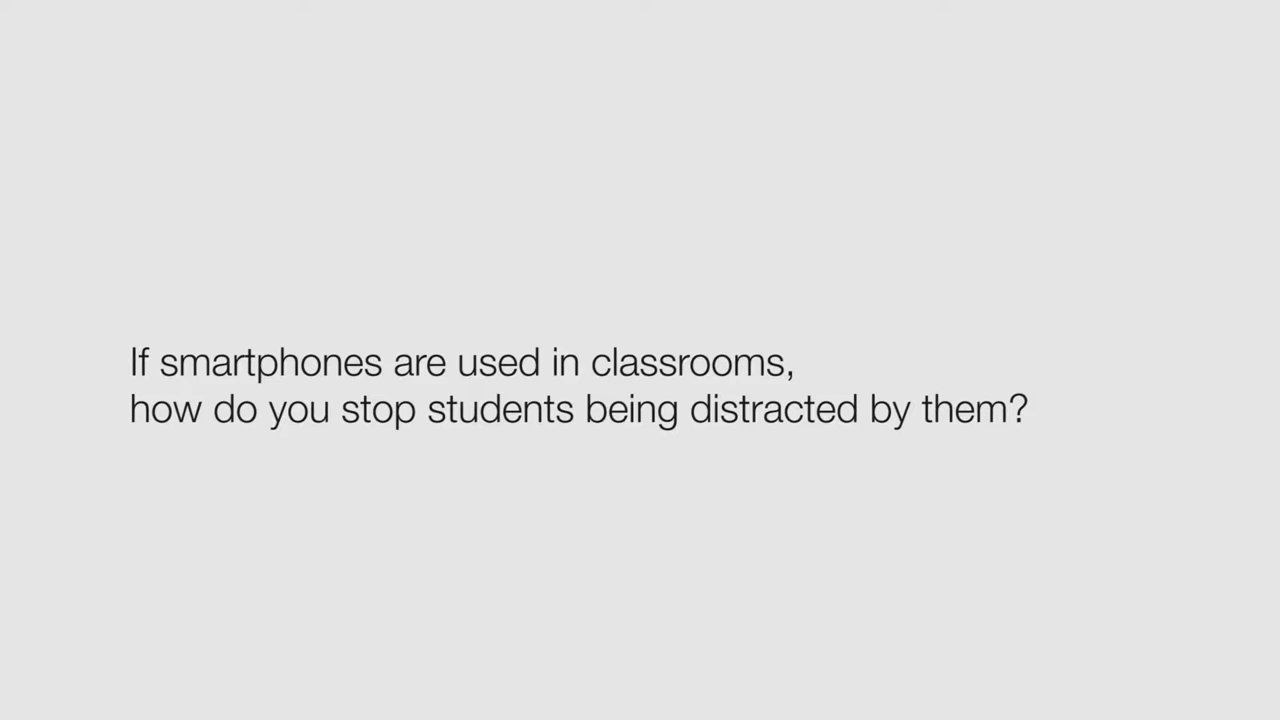 If smartphones are used in classrooms,
how do you stop students being distracted by them?